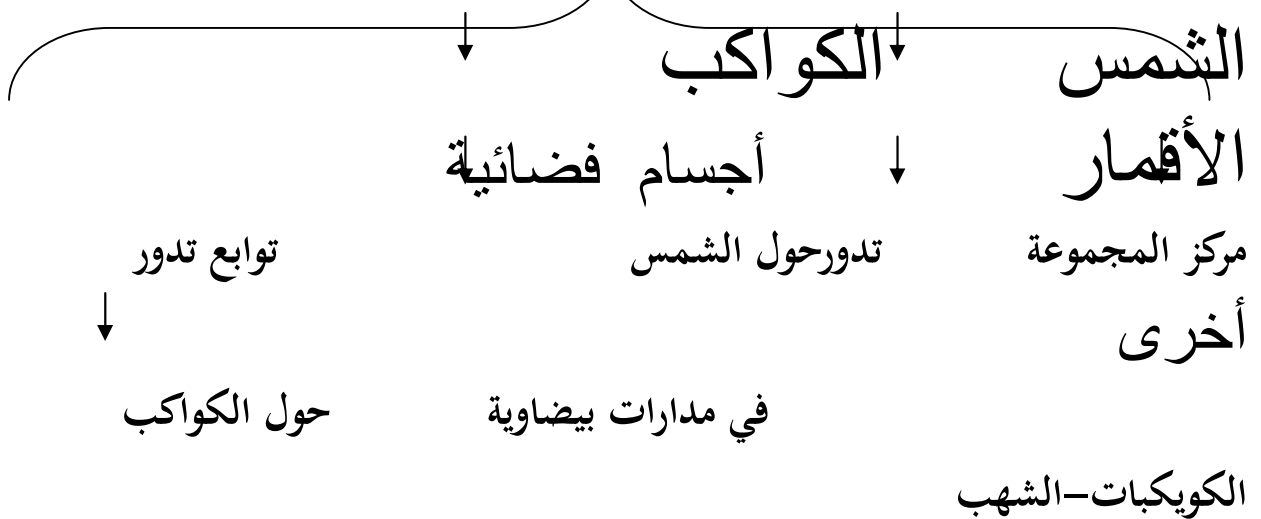 الشمس الكواكب
الأقمار أجسام فضائية
مركز المجموعة تدورحول الشمس توابع تدور
أخرى
في مدارات بيضاوية حول الكواكب
الكويكبات–الشهب